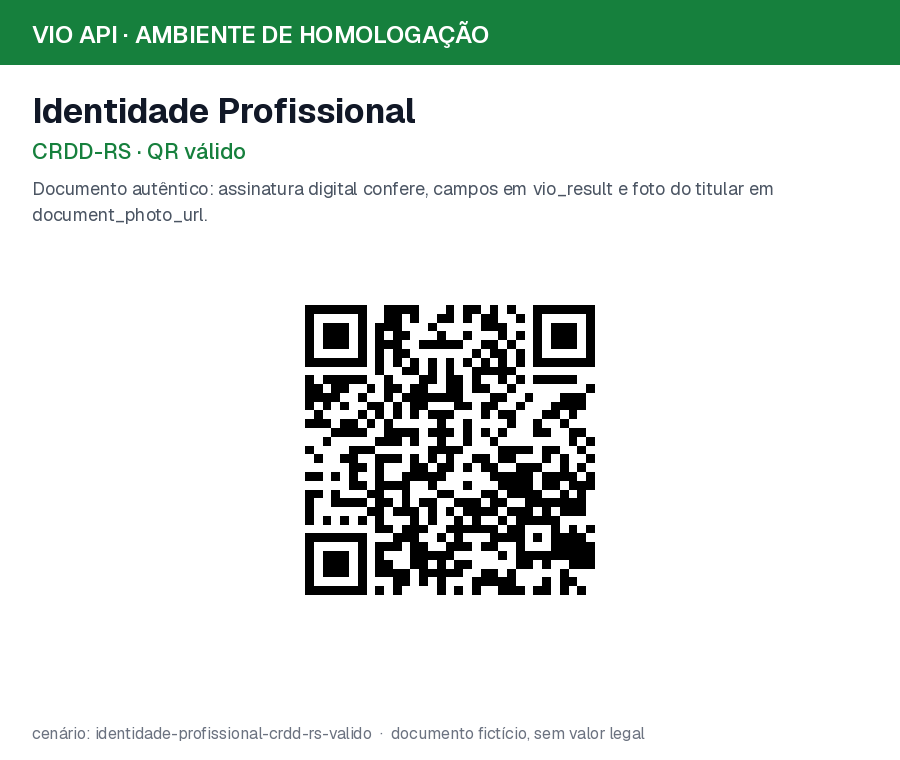 VIO API · AMBIENTE DE HOMOLOGAÇÃO
Identidade Profissional
CRDD-RS · QR válido
Documento autêntico: assinatura digital confere, campos em vio_result e foto do titular em
document_photo_url.
cenário: identidade-profissional-crdd-rs-valido · documento fictício, sem valor legal